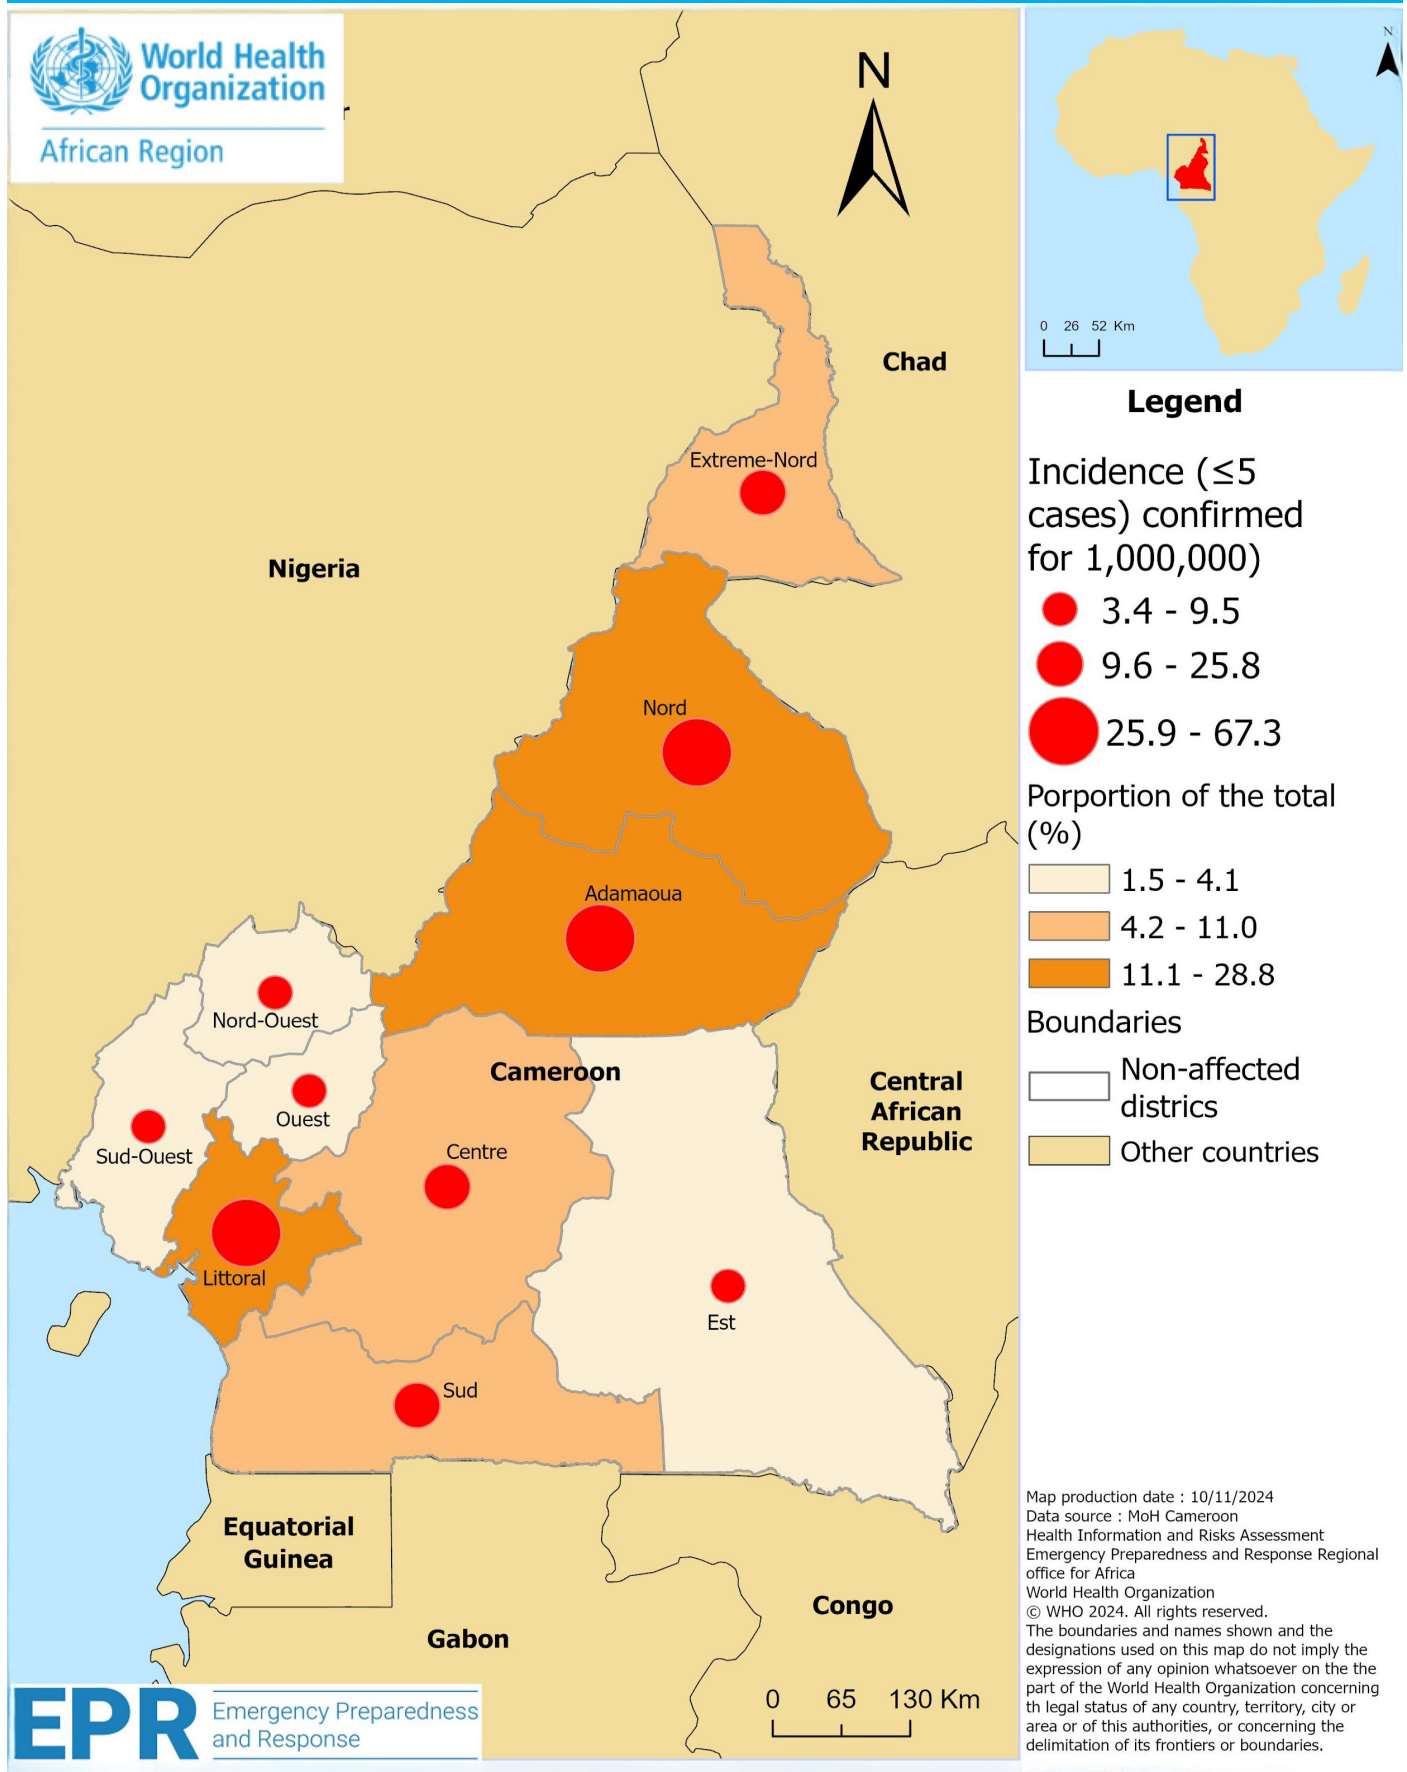 World Health
Organization
African Region
r
N
Chad
Extreme-Nord
Nigeria
Nord
Adamaoua
Nord-Ouest
Cameroon
Ouest
Sud-Ouest
Centre
Central
African
Republic
Littoral
Est
Sud
Equatorial
Guinea
Congo
Gabon
0 65 130 Km
EPR
Emergency Preparedness
and Response
N
0 26 52 Km
Legend
Incidence (≤5
cases) confirmed
for 1,000,000)
3.4 - 9.5
9.6 - 25.8
25.9 - 67.3
Porportion of the total
(%)
1.5 - 4.1
4.2 - 11.0
11.1 - 28.8
Boundaries
Non-affected
districs
Other countries
Map production date : 10/11/2024
Data source : MoH Cameroon
Health Information and Risks Assessment
Emergency Preparedness and Response Regional
office for Africa
World Health Organization
© WHO 2024. All rights reserved.
The boundaries and names shown and the
designations used on this map do not imply the
expression of any opinion whatsoever on the the
part of the World Health Organization concerning
th legal status of any country, territory, city or
area or of this authorities, or concerning the
delimitation of its frontiers or boundaries.